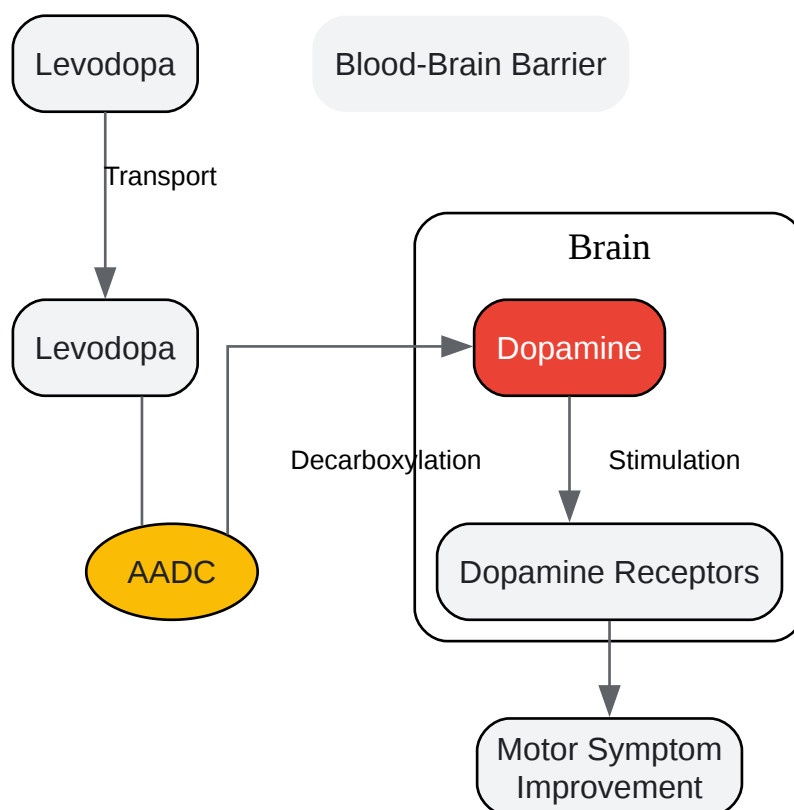 Levodopa
Blood-Brain Barrier
Transport
Brain
Levodopa
Dopamine
Decarboxylation
Stimulation
AADC
Dopamine Receptors
Motor Symptom
Improvement